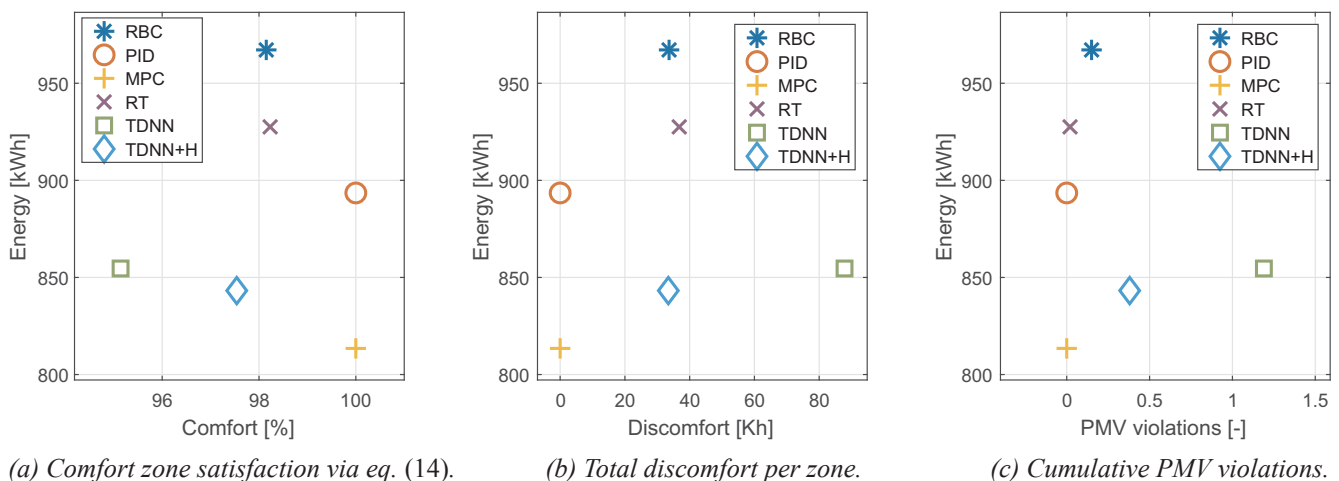 RBC
PID
MPC
RT
TDNN
TDNN+H
950
900
850
800
Energy [kWh]
96 98 100
Comfort [%]
(a) Comfort zone satisfaction via eq. (14).
RBC
PID
MPC
RT
TDNN
TDNN+H
950
900
850
800
Energy [kWh]
0 20 40 60 80
Discomfort [Kh]
(b) Total discomfort per zone.
RBC
PID
MPC
RT
TDNN
TDNN+H
950
900
850
800
Energy [kWh]
0 0.5 1 1.5
PMV violations [-]
(c) Cumulative PMV violations.